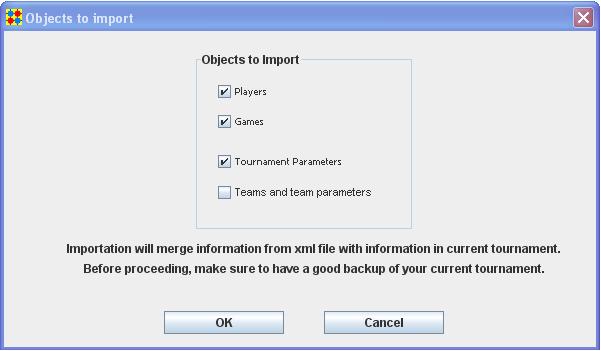 Objects to import
Objects to Import
Players
Games
Tournament Parameters
Teams and team parameters
Importation will merge information from xml file with information in current tournament.
Before proceeding, make sure to have a good backup of your current tournament.
OK
Cancel